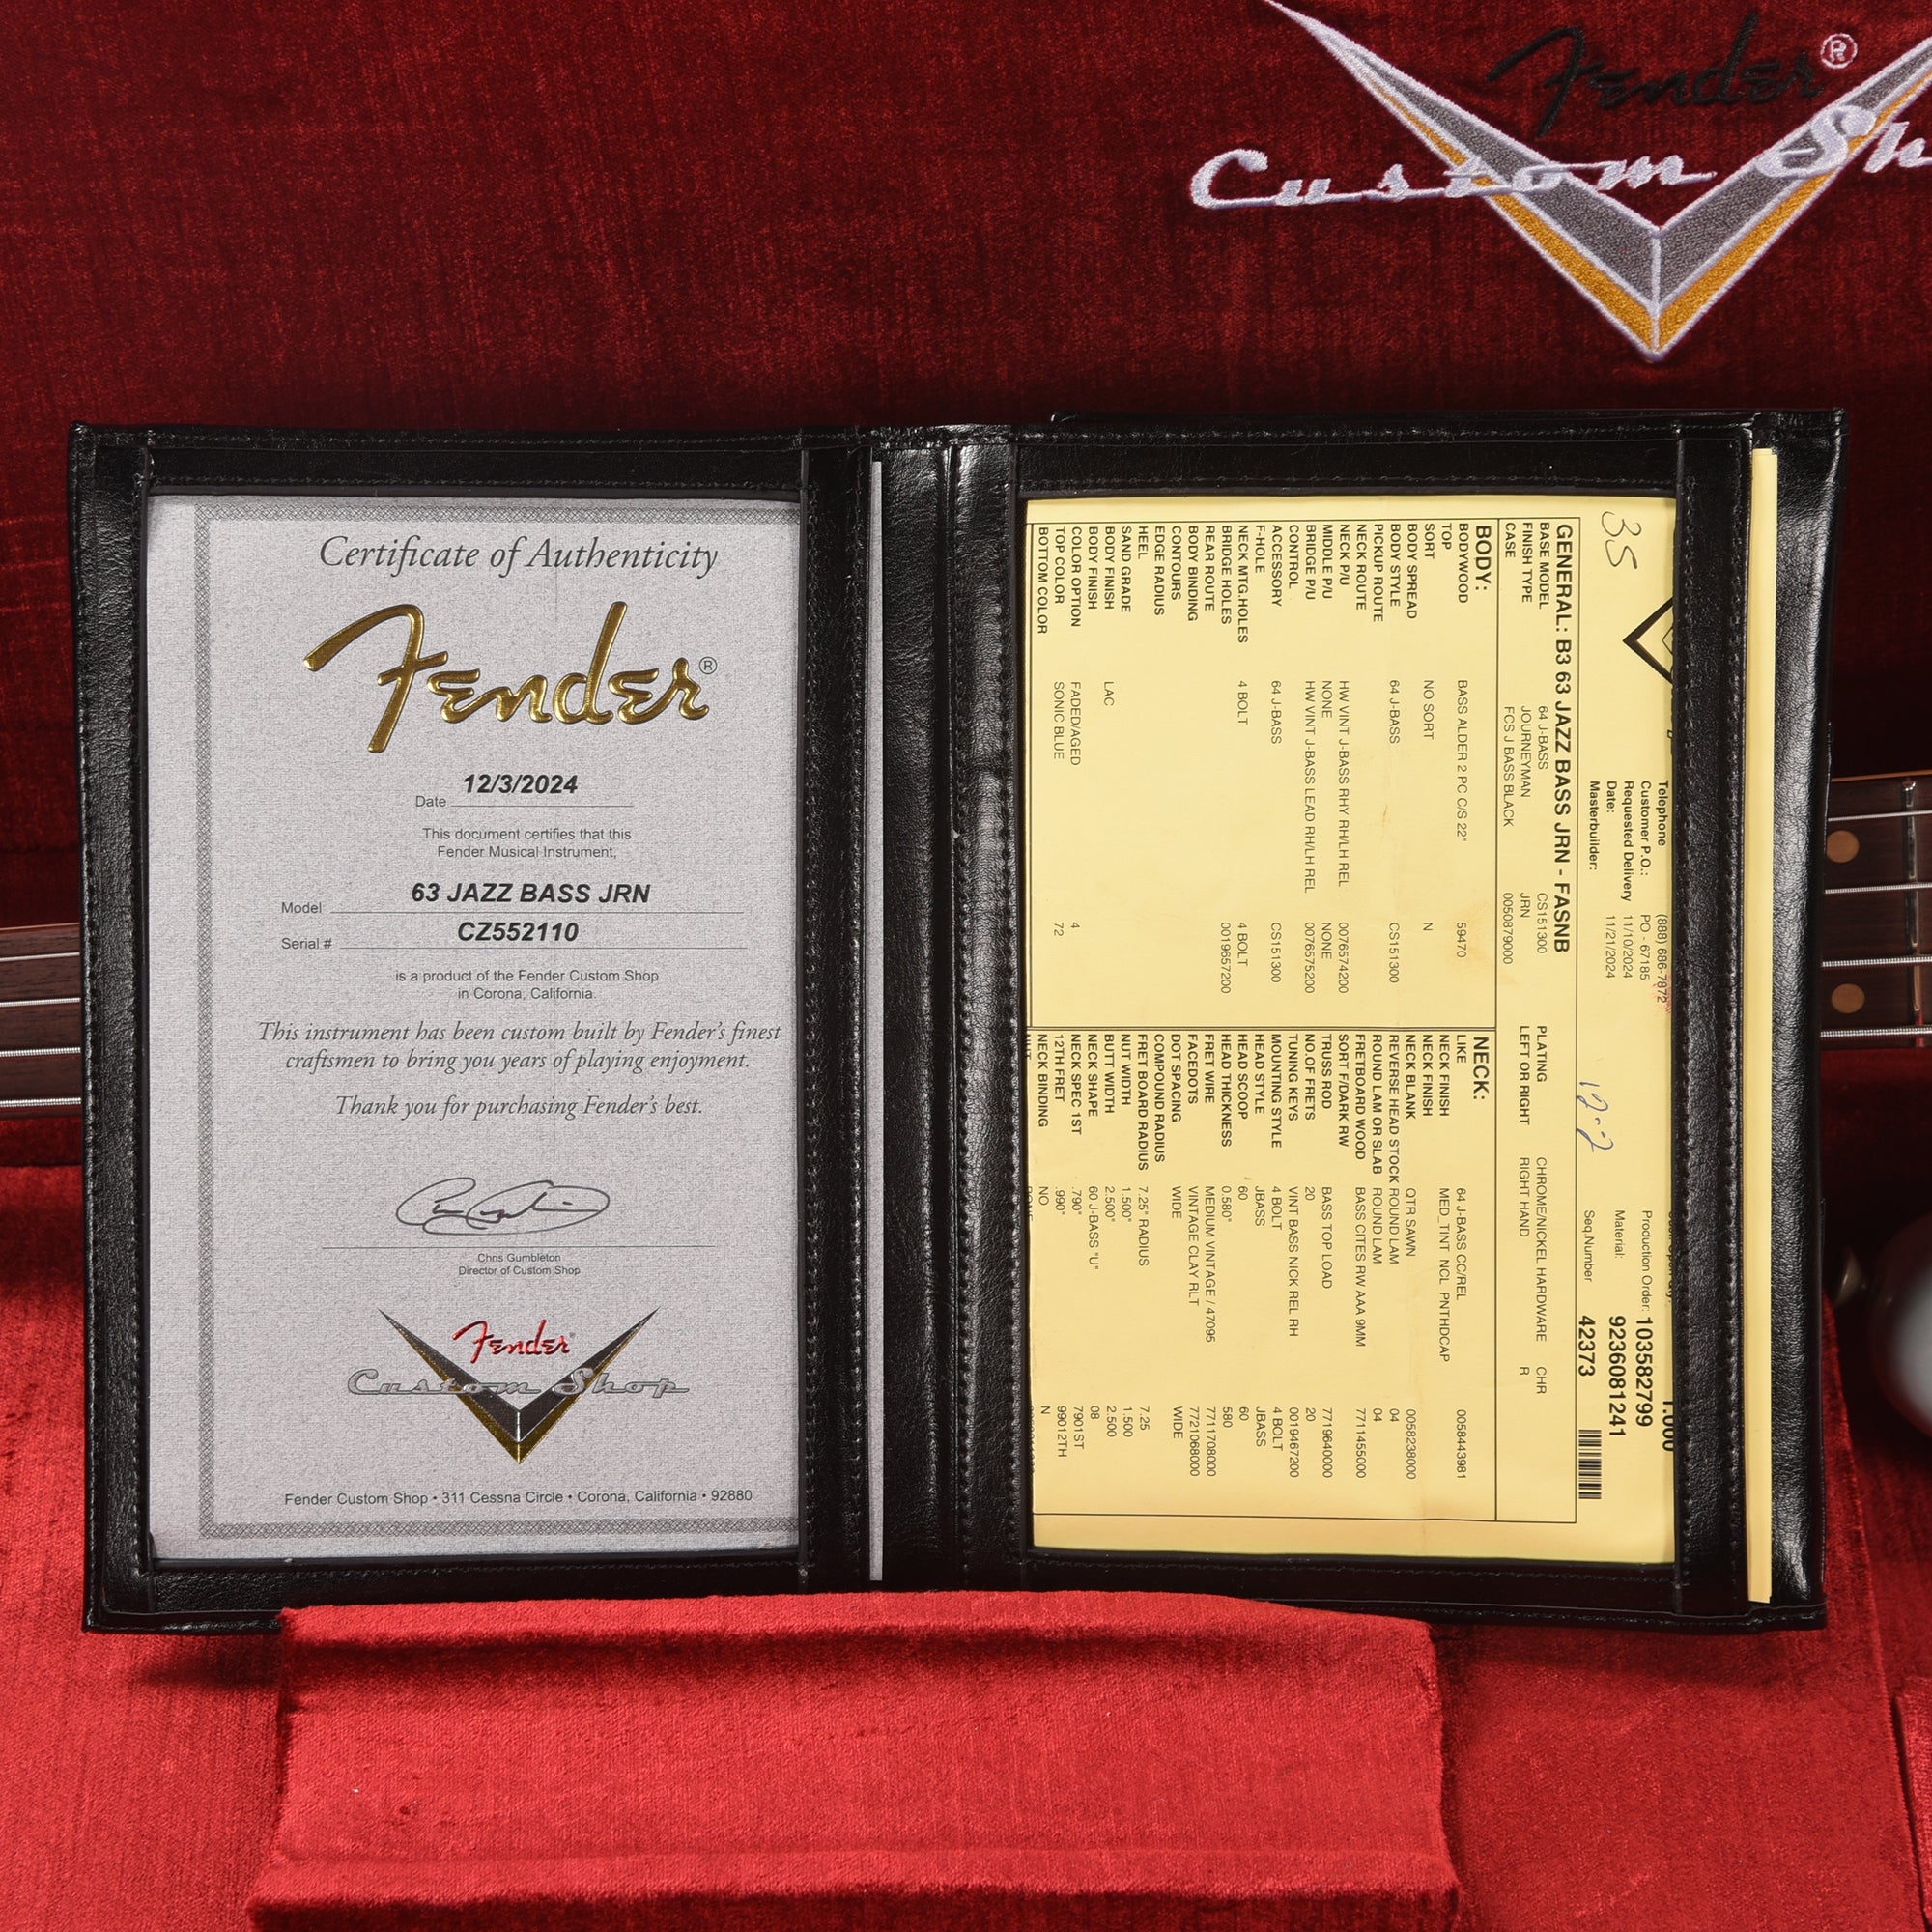 Fender®
Custom Sh
Certificate of Authenticity
Fender®
12/3/2024
Date
This document certifies that this
Fender Musical Instrument,
63 JAZZ BASS JRN
Model
CZ552110
Serial #
is a product of the Fender Custom Shop
in Corona, California.
This instrument has been custom built by Fender's finest
craftsmen to bring you years of playing enjoyment.
Thank you for purchasing Fender's best.
Chris Gumbleton
Director of Custom Shop
Fender
Custom Shop
Fender Custom Shop • 311 Cessna Circle • Corona, California • 92880
35
12-2
Telephone (888) 686-7872 1.000
Customer P.O.: PO - 67185 Production Order: 103582799
Requested Delivery 11/10/2024 Material: 9236081241
Date: 11/21/2024 Seq.Number 42373
Masterbuilder:
GENERAL: B3 63 JAZZ BASS JRN - FASNB
BASE MODEL 64 J-BASS CS151300 PLATING CHROME/NICKEL HARDWARE CHR
FINISH TYPE JOURNEYMAN JRN LEFT OR RIGHT RIGHT HAND R
CASE FCS J BASS BLACK 0050879000
BODY:
BODYWOOD BASS ALDER 2 PC C/S 22" 59470
TOP
SORT NO SORT N
BODY SPREAD
BODY STYLE 64 J-BASS CS151300
PICKUP ROUTE
NECK ROUTE
NECK P/U HW VINT J-BASS RHY RH/LH REL 0076574200
MIDDLE P/U NONE NONE
BRIDGE P/U HW VINT J-BASS LEAD RH/LH REL 0076575200
CONTROL
ACCESSORY 64 J-BASS CS151300
F-HOLE
NECK MTG.HOLES 4 BOLT 4 BOLT
BRIDGE HOLES 0019657200
REAR ROUTE
BODY BINDING
CONTOURS
EDGE RADIUS
HEEL
SAND GRADE
BODY FINISH LAC
BODY FINISH
COLOR OPTION FADED/AGED 4
TOP COLOR SONIC BLUE 72
BOTTOM COLOR
NECK:
LIKE 64 J-BASS CC/REL 0058443981
NECK FINISH MED_TINT NCL PNTHDCAP
NECK FINISH
NECK BLANK QTR SAWN 0058238000
REVERSE HEAD STOCK ROUND LAM 04
ROUND LAM OR SLAB ROUND LAM 04
FRETBOARD WOOD BASS CITES RW AAA 9MM 7711455000
SORT F/DARK RW
TRUSS ROD BASS TOP LOAD 7719640000
NO.OF FRETS 20 20
TUNING KEYS VINT BASS NICK REL RH 0019467200
MOUNTING STYLE 4 BOLT 4 BOLT
HEAD STYLE JBASS JBASS
HEAD SCOOP 60 60
HEAD THICKNESS 0.580" 580
FRET WIRE MEDIUM VINTAGE / 47095 7711708000
FACEDOTS VINTAGE CLAY RLT 7721068000
DOT SPACING WIDE WIDE
COMPOUND RADIUS
FRET BOARD RADIUS 7.25" RADIUS 7.25
NUT WIDTH 1.500" 1.500
BUTT WIDTH 2.500" 2.500
NECK SHAPE 60 J-BASS "U" 08
NECK SPEC 1ST .790" 7901ST
12TH FRET .990" 99012TH
NECK BINDING NO N